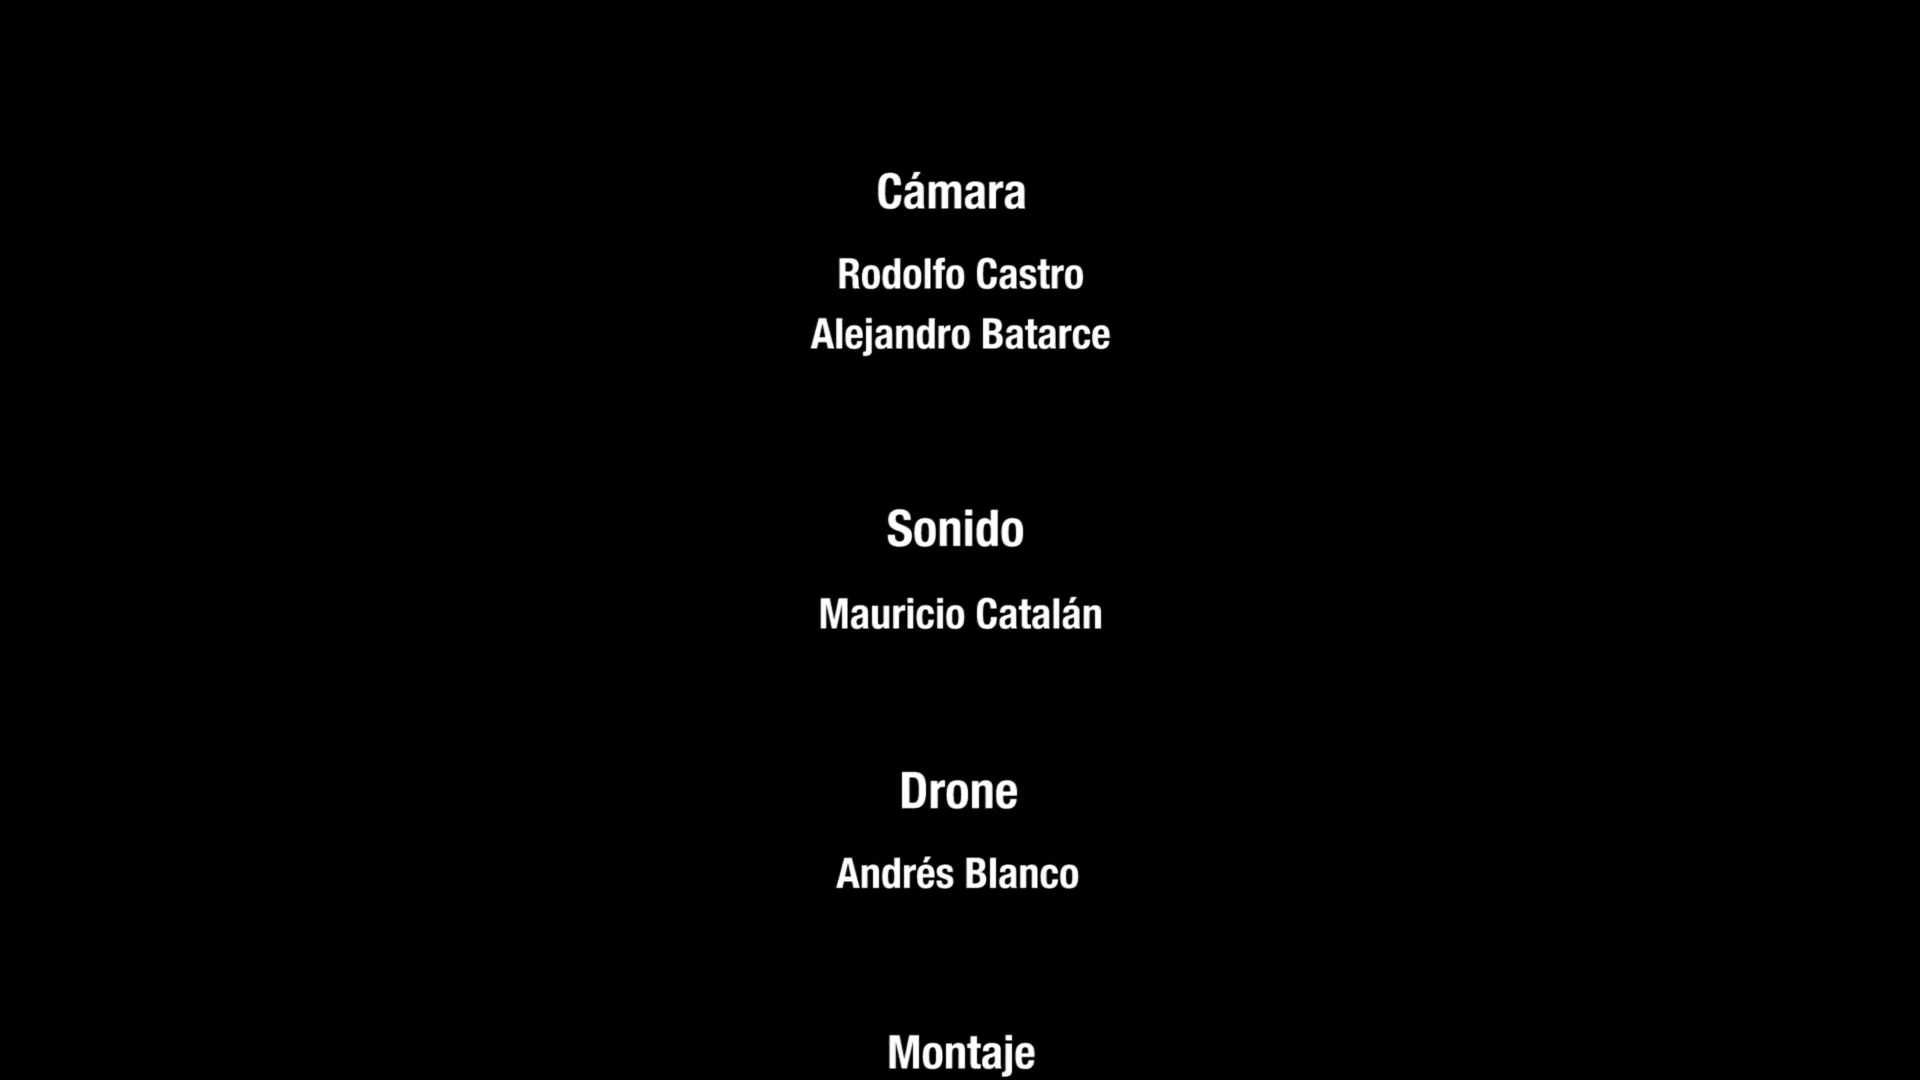 Cámara
Rodolfo Castro
Alejandro Batarce
Sonido
Mauricio Catalán
Drone
Andrés Blanco
Montaje